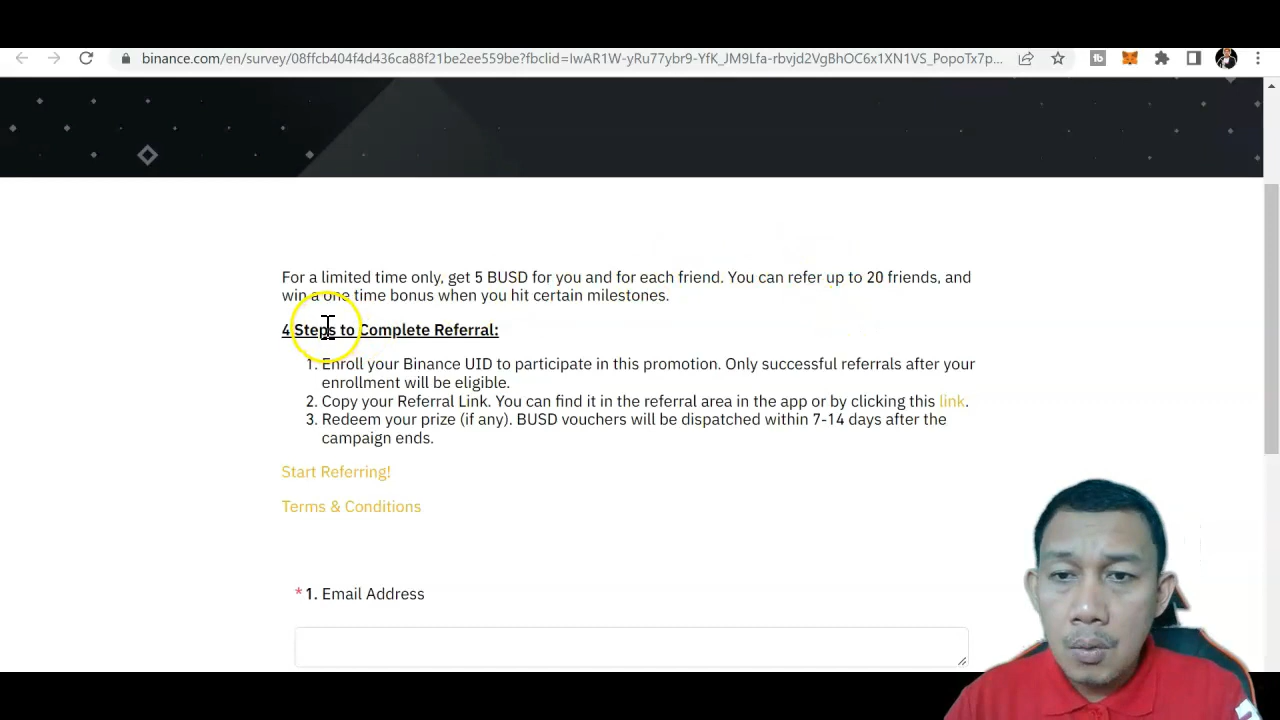 binance.com/en/survey/08ffcb404f4d436ca88f31be2ee559be?fbclid=IwAR1W-yRu77ybr9-YfK_JM9Lfa-rbvjd2VgBhOC6x1XN1VS_PopoTx7p...
For a limited time only, get 5 BUSD for you and for each friend. You can refer up to 20 friends, and
win a one time bonus when you hit certain milestones.
4 Steps to Complete Referral:
1. Enroll your Binance UID to participate in this promotion. Only successful referrals after your
enrollment will be eligible.
2. Copy your Referral Link. You can find it in the referral area in the app or by clicking this link.
3. Redeem your prize (if any). BUSD vouchers will be dispatched within 7-14 days after the
campaign ends.
Start Referring!
Terms & Conditions
* 1. Email Address